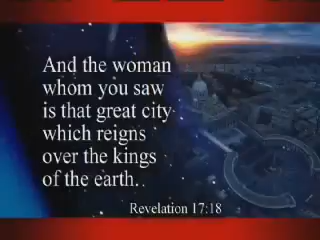 And the woman
whom you saw
is that great city
which reigns
over the kings
of the earth.
Revelation 17:18